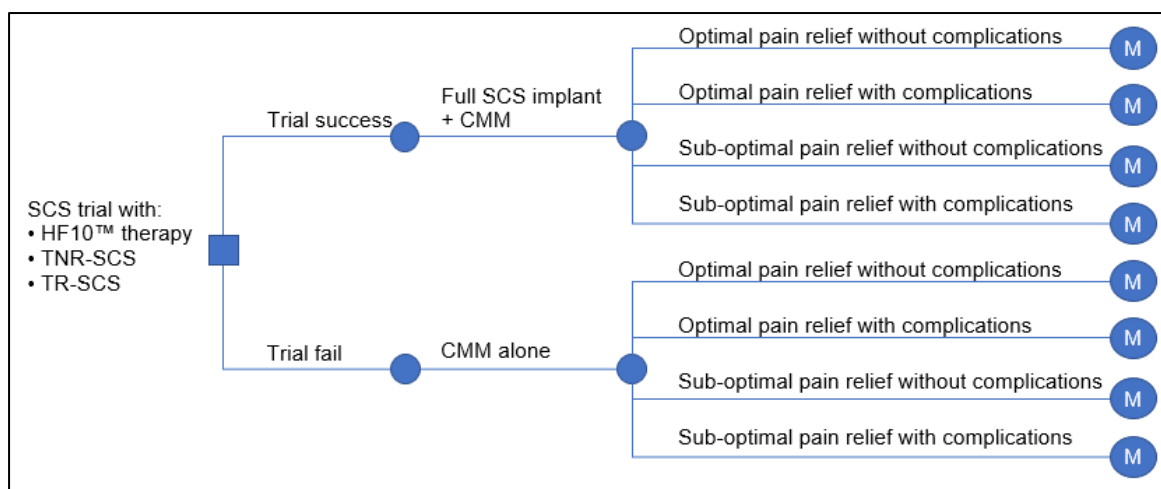 Optimal pain relief without complications
M
Optimal pain relief with complications
M
Sub-optimal pain relief without complications
M
Sub-optimal pain relief with complications
M
Trial success
Full SCS implant
+ CMM
SCS trial with:
• HF10™ therapy
• TNR-SCS
• TR-SCS
Trial fail
CMM alone
Optimal pain relief without complications
M
Optimal pain relief with complications
M
Sub-optimal pain relief without complications
M
Sub-optimal pain relief with complications
M